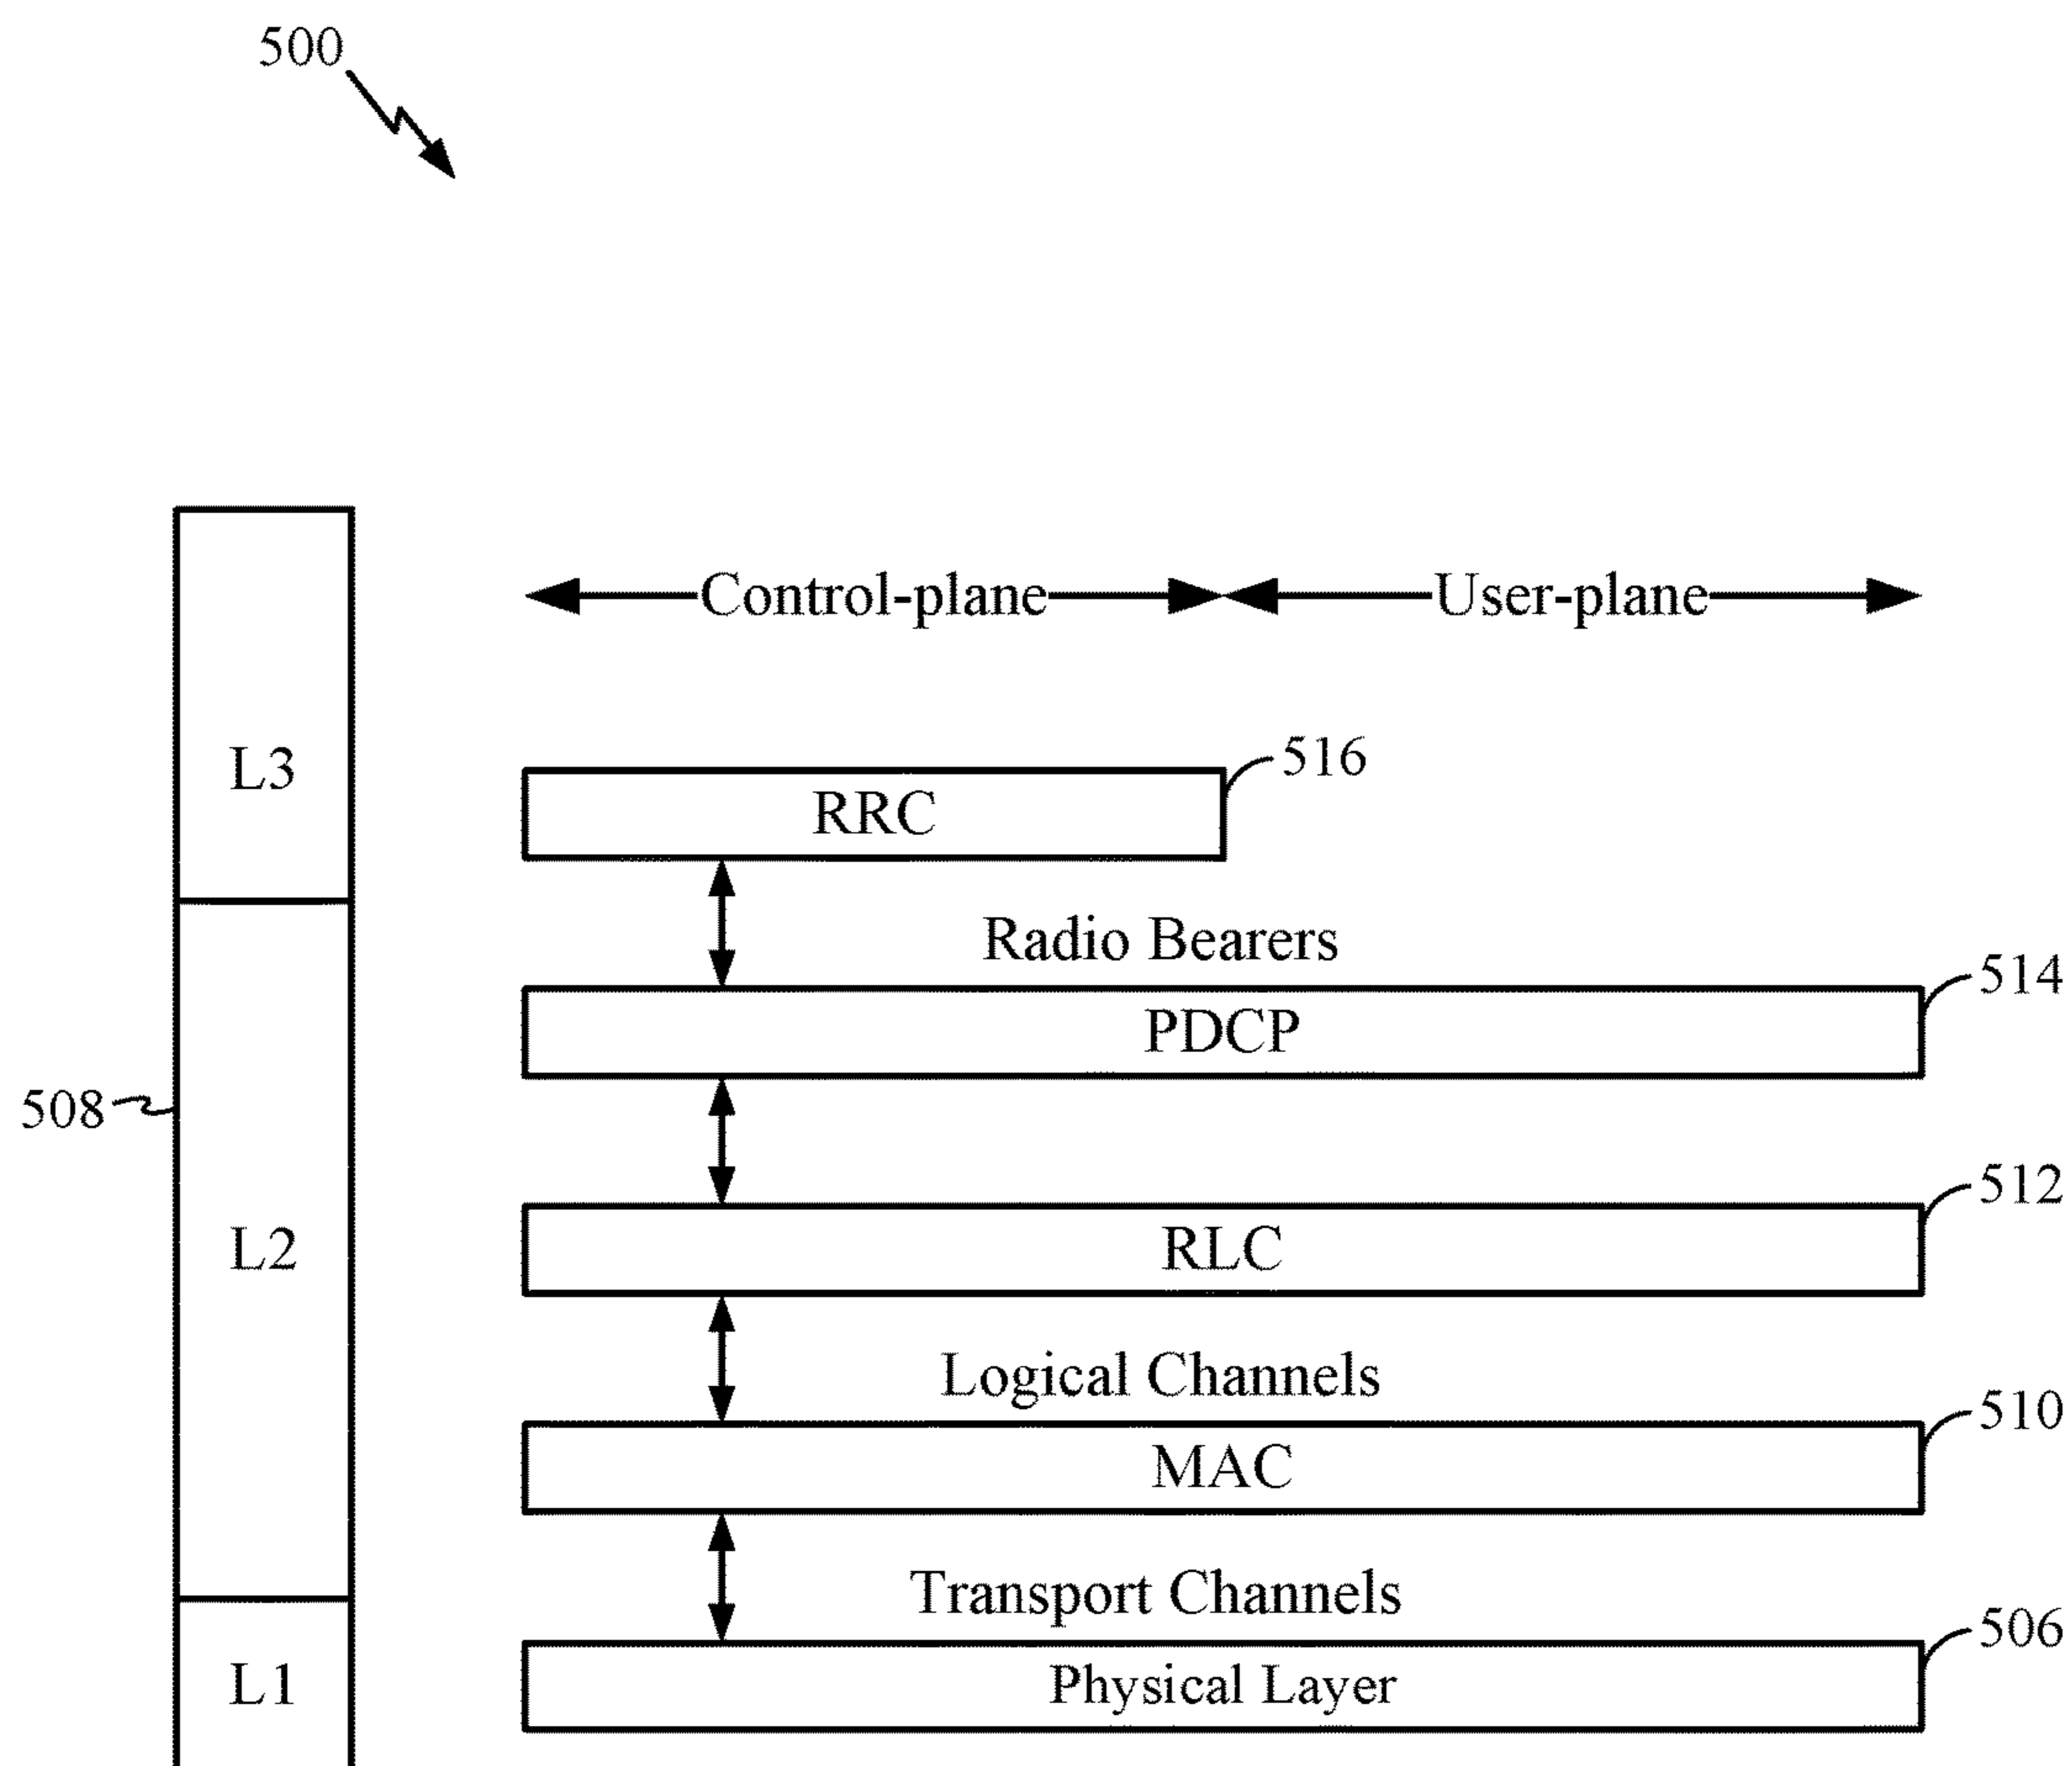 500
Control-plane User-plane
L3
516
RRC
Radio Bearers
514
PDCP
508
512
L2
RLC
Logical Channels
510
MAC
Transport Channels
506
L1
Physical Layer